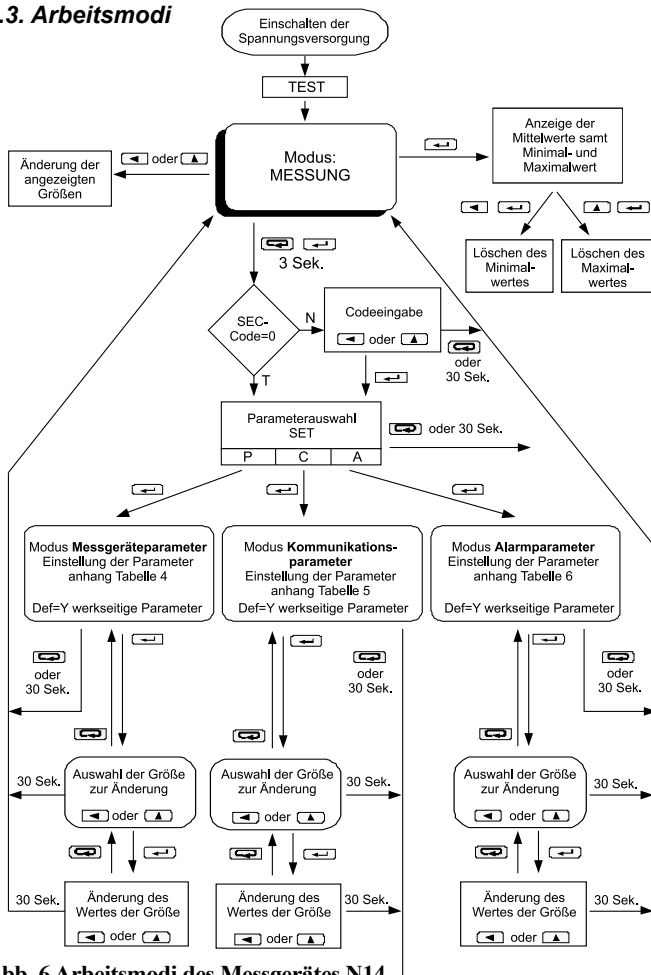 .3. Arbeitsmodi
Einschalten der
Spannungsversorgung
TEST
Modus:
MESSUNG
Änderung der
angezeigten
Größen
oder
Anzeige der
Mittelwerte samt
Minimal- und
Maximalwert
Löschen des
Minimal-
wertes
Löschen des
Maximal-
wertes
3 Sek.
SEC-
Code=0
N
T
Codeeingabe
oder
oder
30 Sek.
Parameterauswahl
SET
P C A
oder 30 Sek.
Modus Messgeräteparameter
Einstellung der Parameter
anhang Tabelle 4
Def=Y werkseitige Parameter
Modus Kommunikations-
parameter
Einstellung der Parameter
anhang Tabelle 5
Def=Y werkseitige Parameter
Modus Alarmparameter
Einstellung der Parameter
anhang Tabelle 6
Def=Y werkseitige Parameter
oder
30 Sek.
oder
30 Sek.
oder
30 Sek.
30 Sek.
Auswahl der Größe
zur Änderung
oder
Auswahl der Größe
zur Änderung
oder
30 Sek.
Auswahl der Größe
zur Änderung
oder
30 Sek.
30 Sek.
Änderung des
Wertes der Größe
oder
Änderung des
Wertes der Größe
oder
30 Sek.
Änderung des
Wertes der Größe
oder
30 Sek.
bb. 6 Arbeitsmodi des Messgerätes N14